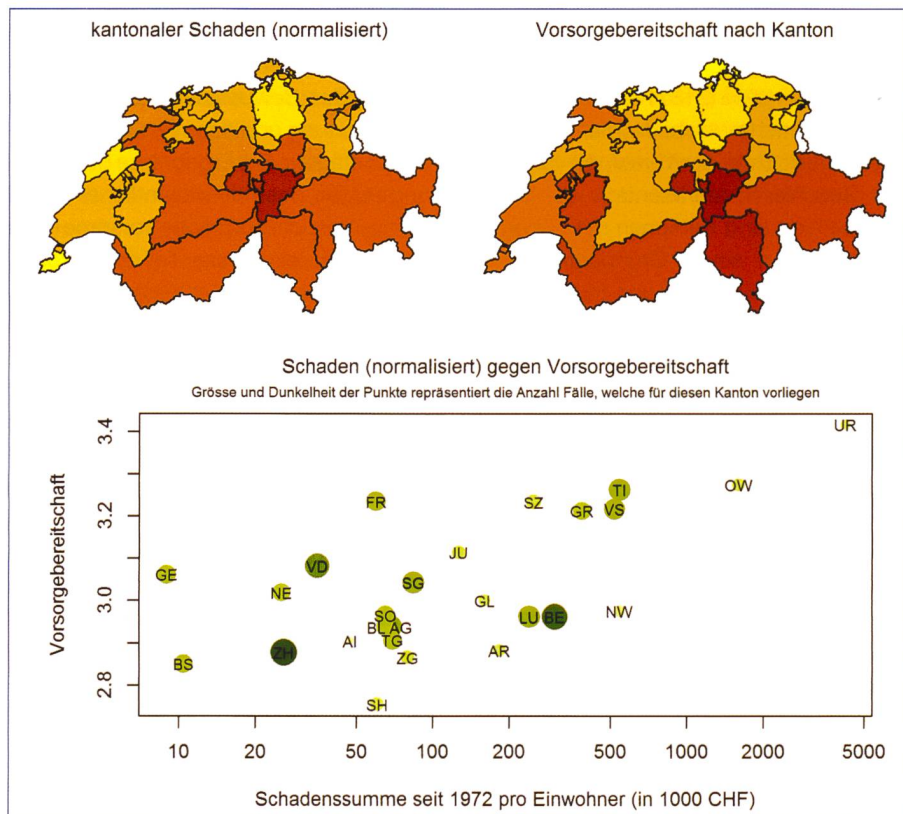 kantonaler Schaden (normalisiert)
Vorsorgebereitschaft nach Kanton
Schaden (normalisiert) gegen Vorsorgebereitschaft
Grösse und Dunkelheit der Punkte repräsentiert die Anzahl Fälle, welche für diesen Kanton vorliegen
Vorsorgebereitschaft
3.4
3.2
3.0
2.8
UR
OW
TI
FR
SZ
GR
VS
JU
VD
GE
SG
NE
GL
NW
SO
LU
BE
BL
AG
AI
TG
ZH
ZG
AR
BS
SH
10 20 50 100 200 500 1000 2000 5000
Schadenssumme seit 1972 pro Einwohner (in 1000 CHF)